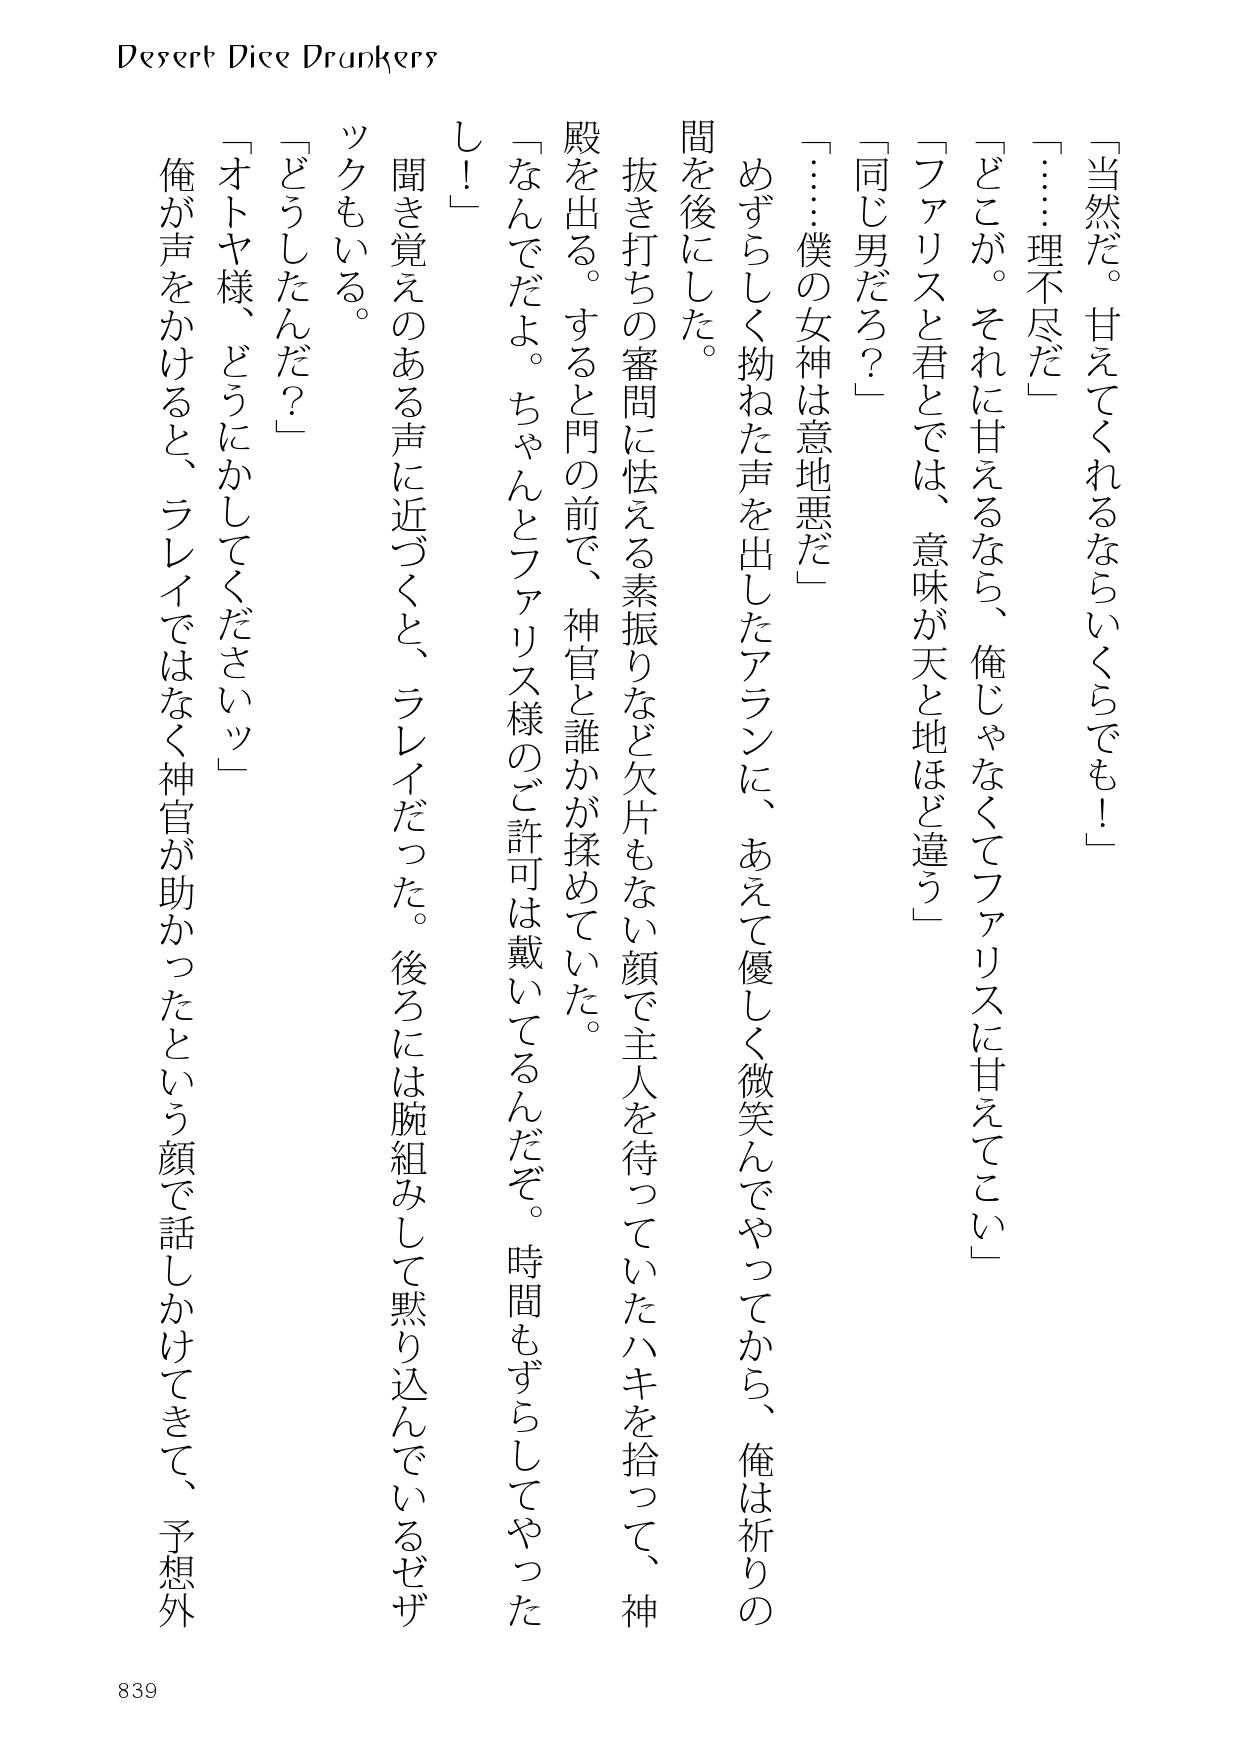 Desert Dice Drunkers
「当然だ。甘えてくれるならいくらでも！」
「……理不尽だ」
「どこが。それに甘えるなら、俺じゃなくてファリスに甘えてこい」
「ファリスと君とでは、意味が天と地ほど違う」
「同じ男だろ？」
「……僕の女神は意地悪だ」
　めずらしく拗ねた声を出したアランに、あえて優しく微笑んでやってから、俺は祈りの
間を後にした。
　抜き打ちの審問に怯える素振りなど欠片もない顔で主人を待っていたハキを拾って、神
殿を出る。すると門の前で、神官と誰かが揉めていた。
「なんでだよ。ちゃんとファリス様のご許可は戴いてるんだぞ。時間もずらしてやった
し！」
　聞き覚えのある声に近づくと、ラレイだった。後ろには腕組みして黙り込んでいるゼザ
ックもいる。
「どうしたんだ？」
「オトヤ様、どうにかしてくださいッ」
　俺が声をかけると、ラレイではなく神官が助かったという顔で話しかけてきて、予想外
839